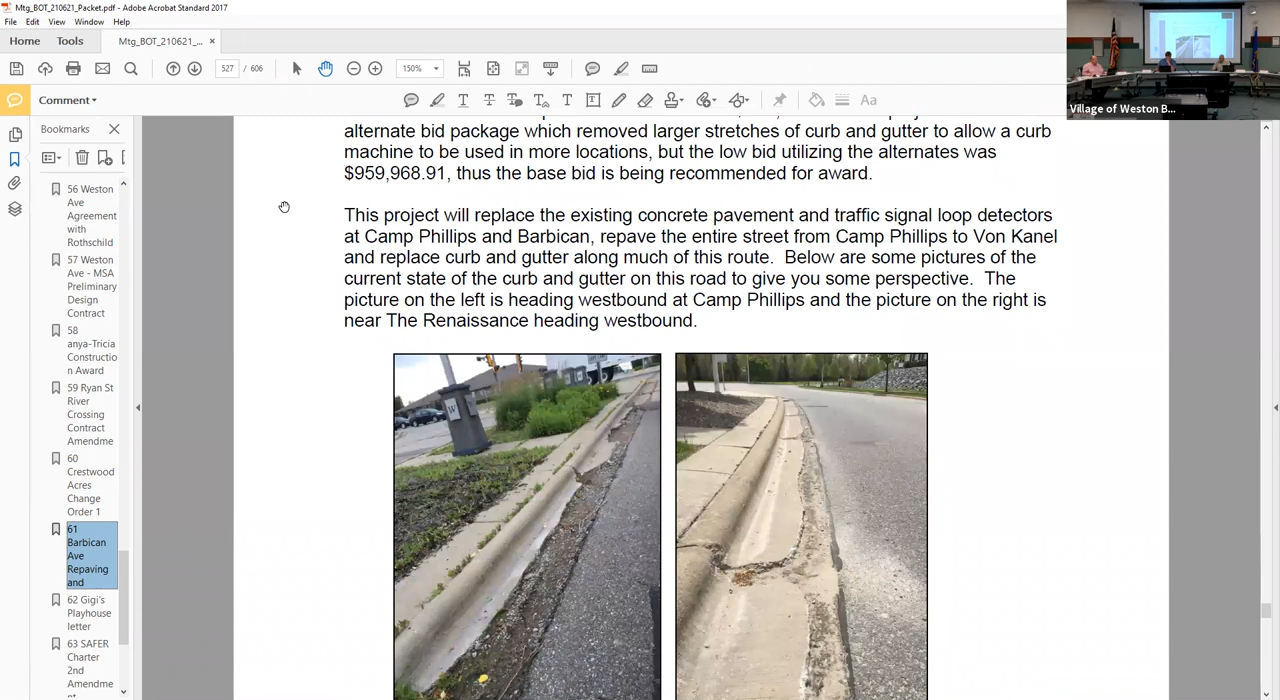 Mtg_BOT_210621_Packet.pdf - Adobe Acrobat Standard 2017
File Edit View Window Help
Home Tools Mtg_BOT_210621_... ×
527 / 606 150%
Village of Weston B...
Comment
Aa
Bookmarks
56 Weston
Ave
Agreement
with
Rothschild
57 Weston
Ave - MSA
Preliminary
Design
Contract
58
anya-Tricia
Constructio
n Award
59 Ryan St
River
Crossing
Contract
Amendme
60
Crestwood
Acres
Change
Order 1
61
Barbican
Ave
Repaving
and
62 Gigi's
Playhouse
letter
63 SAFER
Charter
2nd
Amendme
alternate bid package which removed larger stretches of curb and gutter to allow a curb
machine to be used in more locations, but the low bid utilizing the alternates was
$959,968.91, thus the base bid is being recommended for award.
This project will replace the existing concrete pavement and traffic signal loop detectors
at Camp Phillips and Barbican, repave the entire street from Camp Phillips to Von Kanel
and replace curb and gutter along much of this route. Below are some pictures of the
current state of the curb and gutter on this road to give you some perspective. The
picture on the left is heading westbound at Camp Phillips and the picture on the right is
near The Renaissance heading westbound.
W